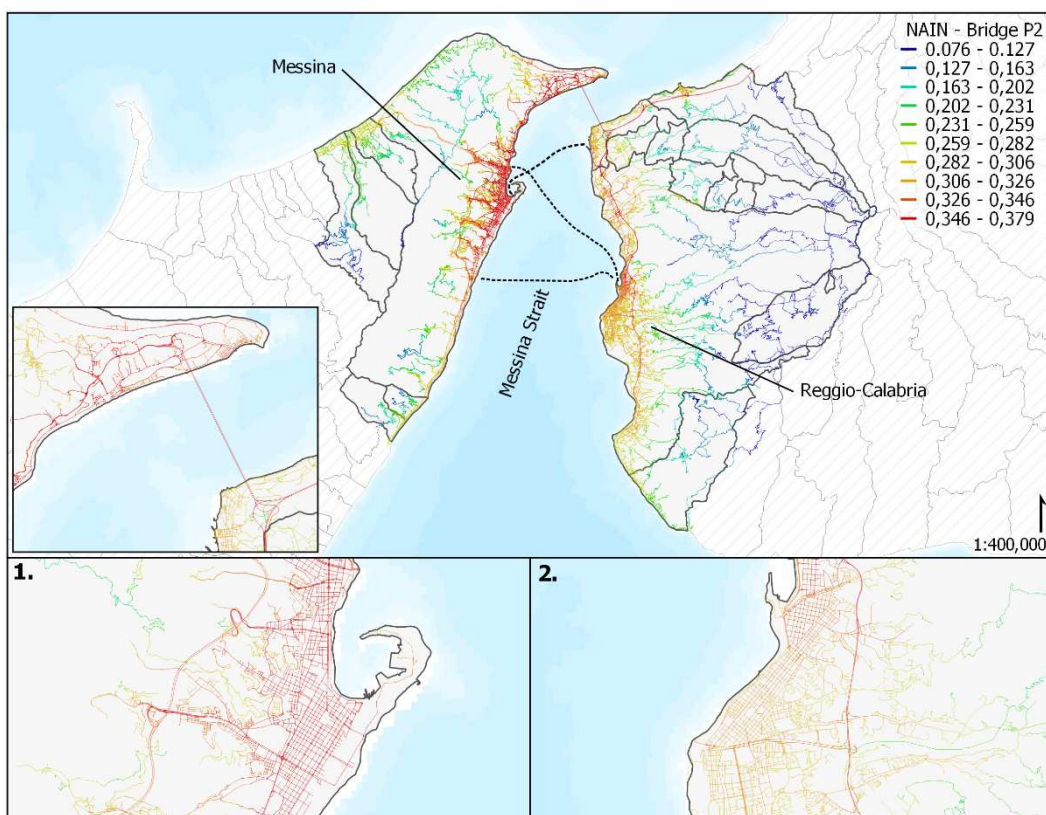 NAIN - Bridge P2
0.076 - 0.127
0,127 - 0,163
0,163 - 0,202
0,202 - 0,231
0,231 - 0,259
0,259 - 0,282
0,282 - 0,306
0,306 - 0,326
0,326 - 0,346
0,346 - 0,379
Messina
Messina Strait
Reggio-Calabria
1:400,000
1.
2.